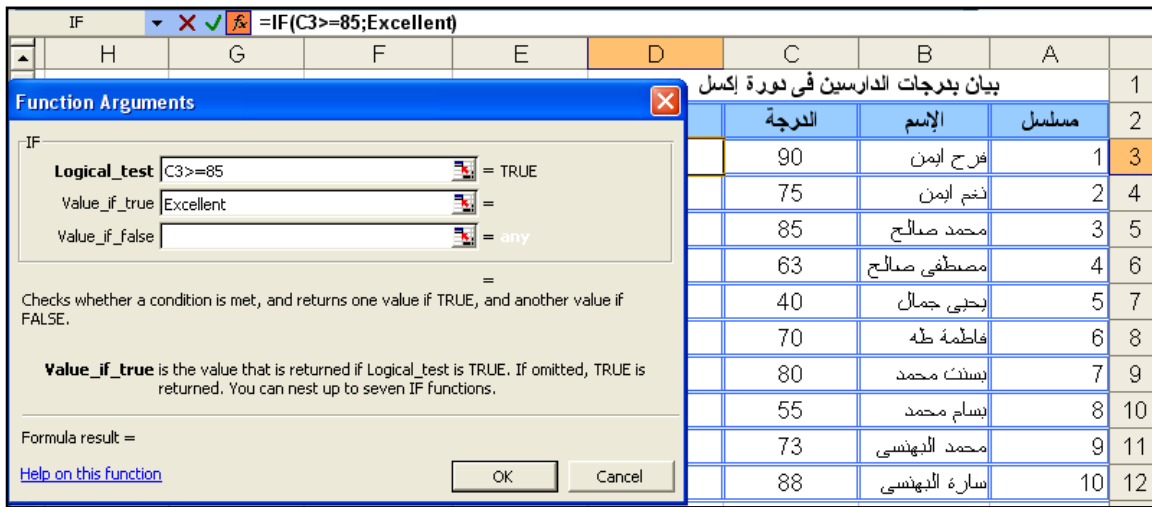 IF =IF(C3>=85;Excellent)
H G F E D C B A
بيان بدرجات الدارسين فى دورة إكسل 1
مسلسل الإسم الدرجة 2
1 فرح ايمن 90 3
2 نغم ايمن 75 4
3 محمد صالح 85 5
4 مصطفى صالح 63 6
5 يحيى جمال 40 7
6 فاطمة طه 70 8
7 بسنت محمد 80 9
8 بسام محمد 55 10
9 محمد البهنسى 73 11
10 سارة البهنسى 88 12
Function Arguments
IF
Logical_test C3>=85 = TRUE
Value_if_true Excellent =
Value_if_false = any
=
Checks whether a condition is met, and returns one value if TRUE, and another value if
FALSE.
Value_if_true is the value that is returned if Logical_test is TRUE. If omitted, TRUE is
returned. You can nest up to seven IF functions.
Formula result =
Help on this function OK Cancel